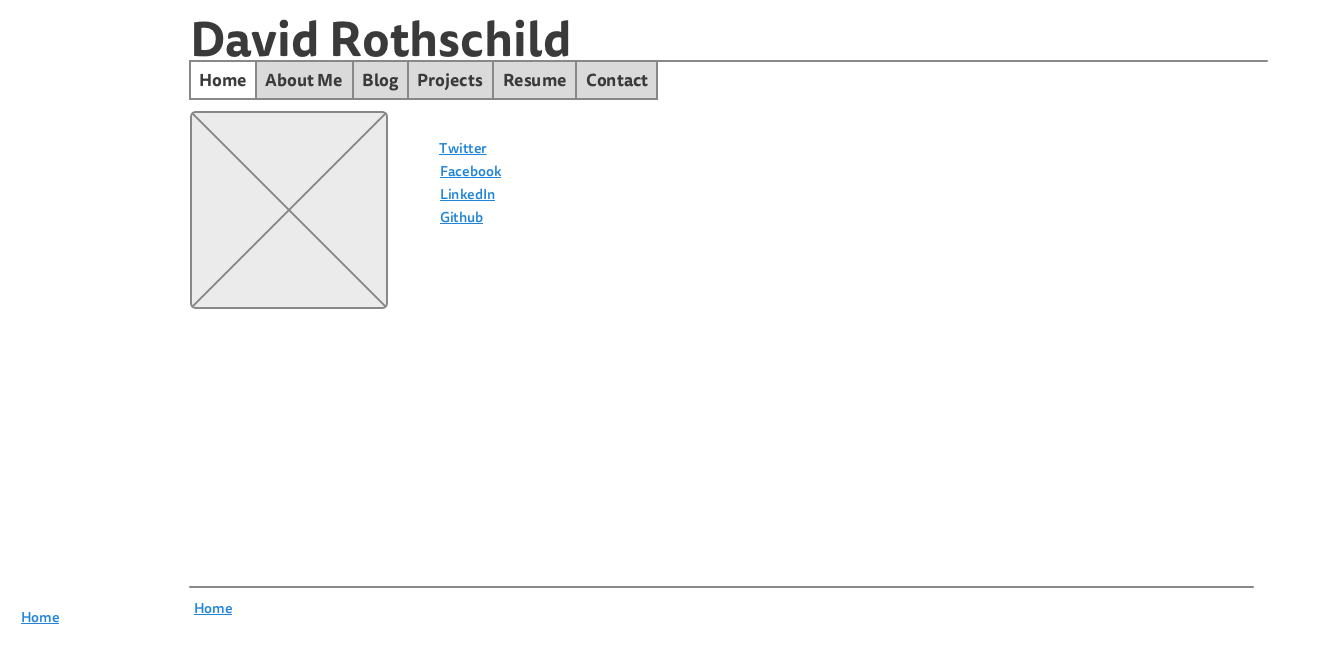 David Rothschild
Home About Me Blog Projects Resume Contact
Twitter
Facebook
LinkedIn
Github
Home
Home